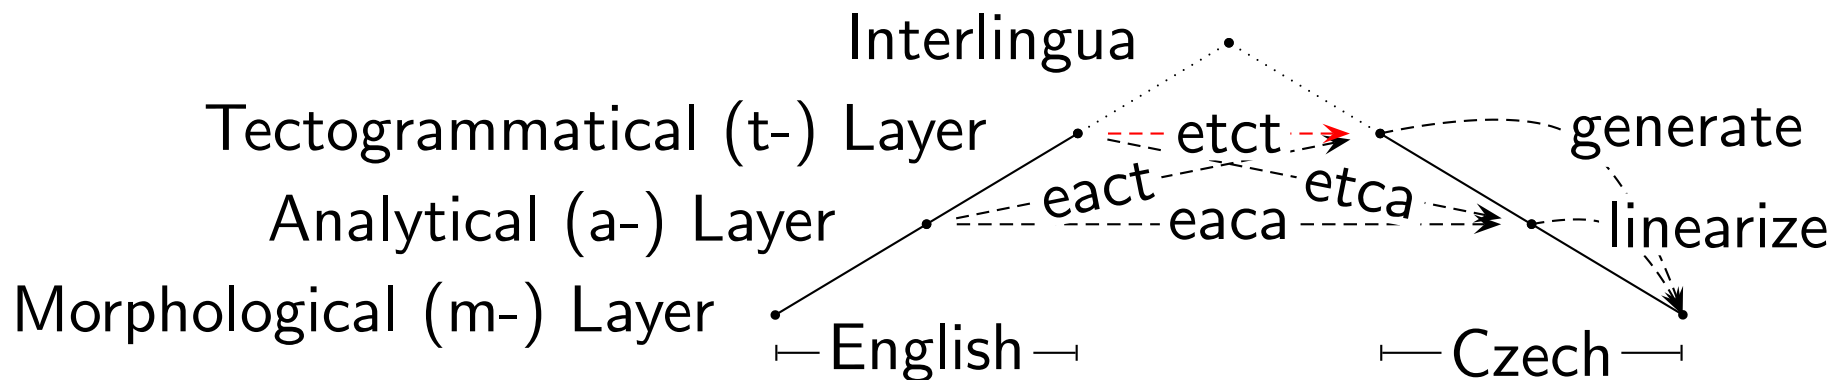 Interlingua
Tectogrammatical (t-) Layer
etct
generate
eact
etca
Analytical (a-) Layer
eaca
linearize
Morphological (m-) Layer
English
Czech